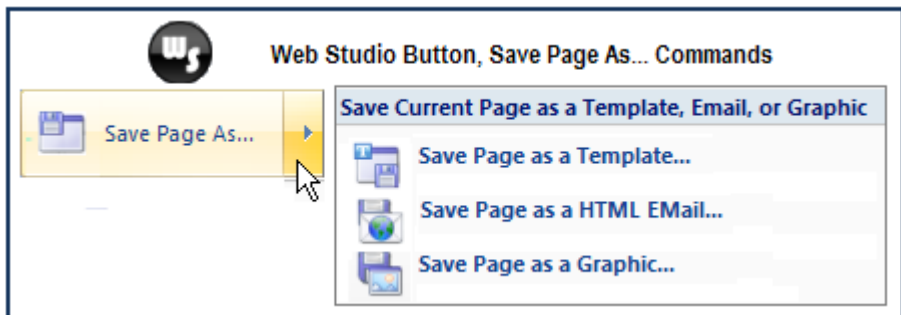 WS
Web Studio Button, Save Page As... Commands
Save Page As...
Save Current Page as a Template, Email, or Graphic
T
Save Page as a Template...
Save Page as a HTML EMail...
Save Page as a Graphic...